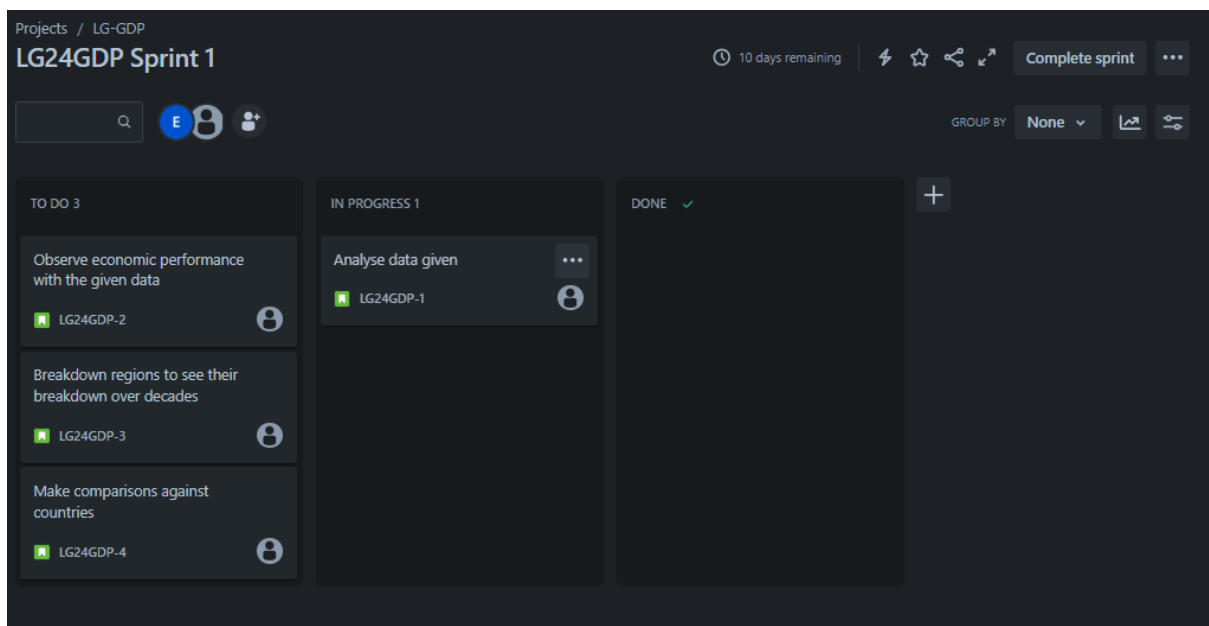 Projects / LG-GDP
LG24GDP Sprint 1
10 days remaining
Complete sprint
E
GROUP BY
None
TO DO 3
Observe economic performance
with the given data
LG24GDP-2
Breakdown regions to see their
breakdown over decades
LG24GDP-3
Make comparisons against
countries
LG24GDP-4
IN PROGRESS 1
Analyse data given
LG24GDP-1
DONE